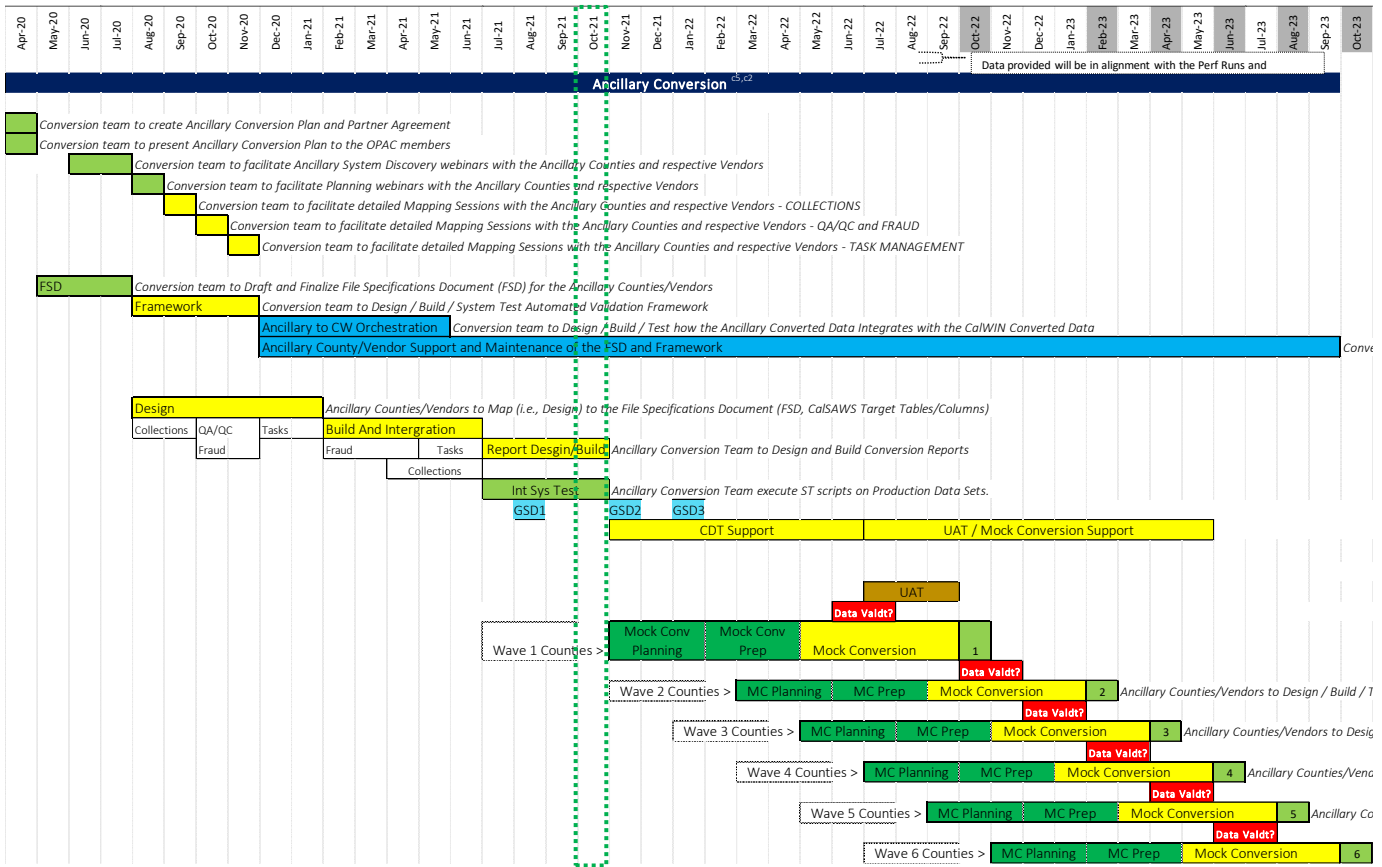 Apr-20 May-20 Jun-20 Jul-20 Aug-20 Sep-20 Oct-20 Nov-20 Dec-20 Jan-21 Feb-21 Mar-21 Apr-21 May-21 Jun-21 Jul-21 Aug-21 Sep-21 Oct-21 Nov-21 Dec-21 Jan-22 Feb-22 Mar-22 Apr-22 May-22 Jun-22 Jul-22 Aug-22 Sep-22 Oct-22 Nov-22 Dec-22 Jan-23 Feb-23 Mar-23 Apr-23 May-23 Jun-23 Jul-23 Aug-23 Sep-23 Oct-23
Data provided will be in alignment with the Perf Runs and
Ancillary Conversion c5,c2
Conversion team to create Ancillary Conversion Plan and Partner Agreement
Conversion team to present Ancillary Conversion Plan to the OPAC members
Conversion team to facilitate Ancillary System Discovery webinars with the Ancillary Counties and respective Vendors
Conversion team to facilitate Planning webinars with the Ancillary Counties and respective Vendors
Conversion team to facilitate detailed Mapping Sessions with the Ancillary Counties and respective Vendors - COLLECTIONS
Conversion team to facilitate detailed Mapping Sessions with the Ancillary Counties and respective Vendors - QA/QC and FRAUD
Conversion team to facilitate detailed Mapping Sessions with the Ancillary Counties and respective Vendors - TASK MANAGEMENT
FSD Conversion team to Draft and Finalize File Specifications Document (FSD) for the Ancillary Counties/Vendors
Framework Conversion team to Design / Build / System Test Automated Validation Framework
Ancillary to CW Orchestration Conversion team to Design / Build / Test how the Ancillary Converted Data Integrates with the CalWIN Converted Data
Ancillary County/Vendor Support and Maintenance of the FSD and Framework Conve
Design Ancillary Counties/Vendors to Map (i.e., Design) to the File Specifications Document (FSD, CalSAWS Target Tables/Columns)
Collections QA/QC Tasks Build And Intergration
Fraud Fraud Tasks Report Desgin/Build Ancillary Conversion Team to Design and Build Conversion Reports
Collections
Int Sys Test Ancillary Conversion Team execute ST scripts on Production Data Sets.
GSD1 GSD2 GSD3
CDT Support UAT / Mock Conversion Support
UAT
Data Valdt?
Wave 1 Counties > Mock Conv Planning Mock Conv Prep Mock Conversion 1
Data Valdt?
Wave 2 Counties > MC Planning MC Prep Mock Conversion 2 Ancillary Counties/Vendors to Design / Build / T
Data Valdt?
Wave 3 Counties > MC Planning MC Prep Mock Conversion 3 Ancillary Counties/Vendors to Desig
Data Valdt?
Wave 4 Counties > MC Planning MC Prep Mock Conversion 4 Ancillary Counties/Vend
Data Valdt?
Wave 5 Counties > MC Planning MC Prep Mock Conversion 5 Ancillary Co
Data Valdt?
Wave 6 Counties > MC Planning MC Prep Mock Conversion 6